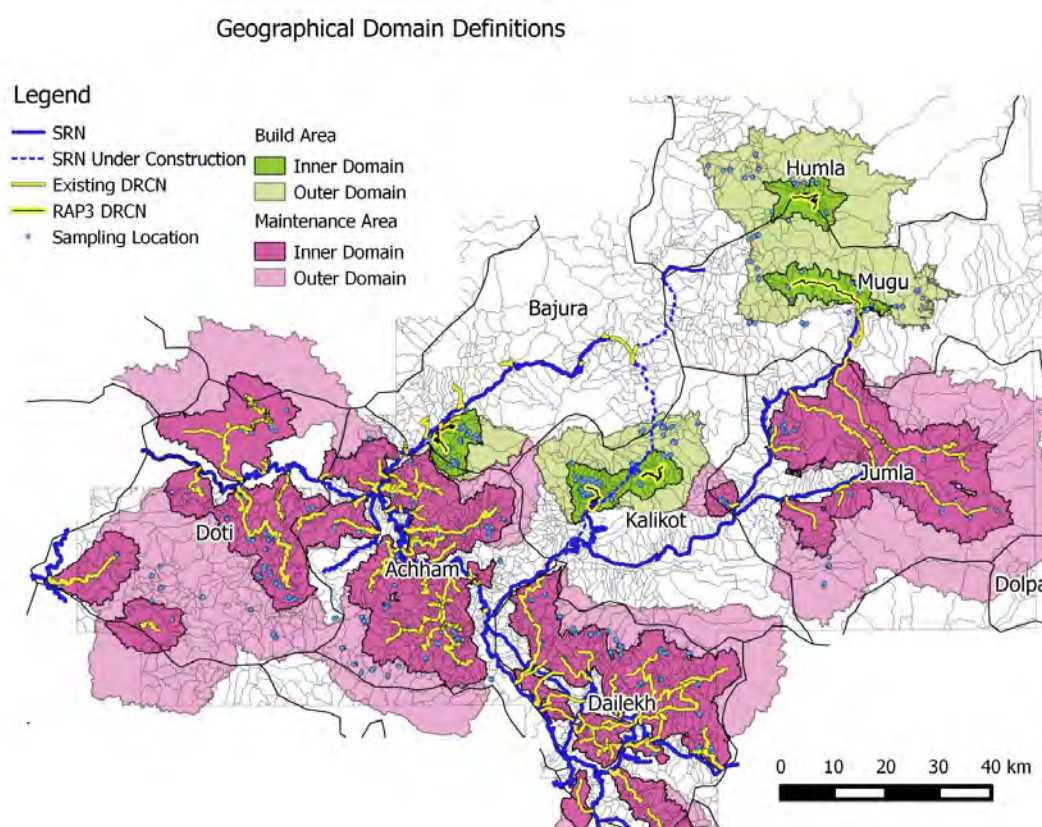 Geographical Domain Definitions
Legend
SRN
SRN Under Construction
Existing DRCN
RAP3 DRCN
Sampling Location
Build Area
Inner Domain
Outer Domain
Maintenance Area
Inner Domain
Outer Domain
Humla
Mugu
Bajura
Jumla
Doti
Kalikot
Achham
Dolpa
Dailekh
0 10 20 30 40 km